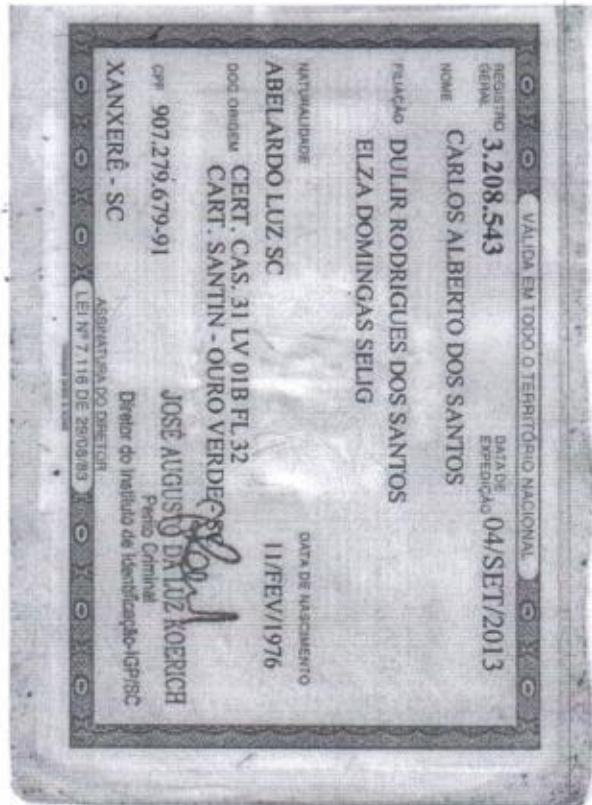 VÁLIDA EM TODO O TERRITÓRIO NACIONAL
REGISTRO GERAL 3.208.543
DATA DE EXPEDIÇÃO 04/SET/2013
NOME
CARLOS ALBERTO DOS SANTOS
FILIAÇÃO DULIR RODRIGUES DOS SANTOS
ELZA DOMINGAS SELIG
NATURALIDADE
DATA DE NASCIMENTO
ABELARDO LUZ SC
11/FEV/1976
DOC ORIGEM CERT. CAS. 31 LV 01B FL 32
CART. SANTIN - OURO VERDE
CPF 907.279.679-91
JOSÉ AUGUSTO DA LUZ KOERICH
Perito Criminal
Diretor do Instituto de Identificação-IGP/SC
XANXERÊ - SC
ASSINATURA DO DIRETOR
LEI Nº 7.116 DE 29/08/83